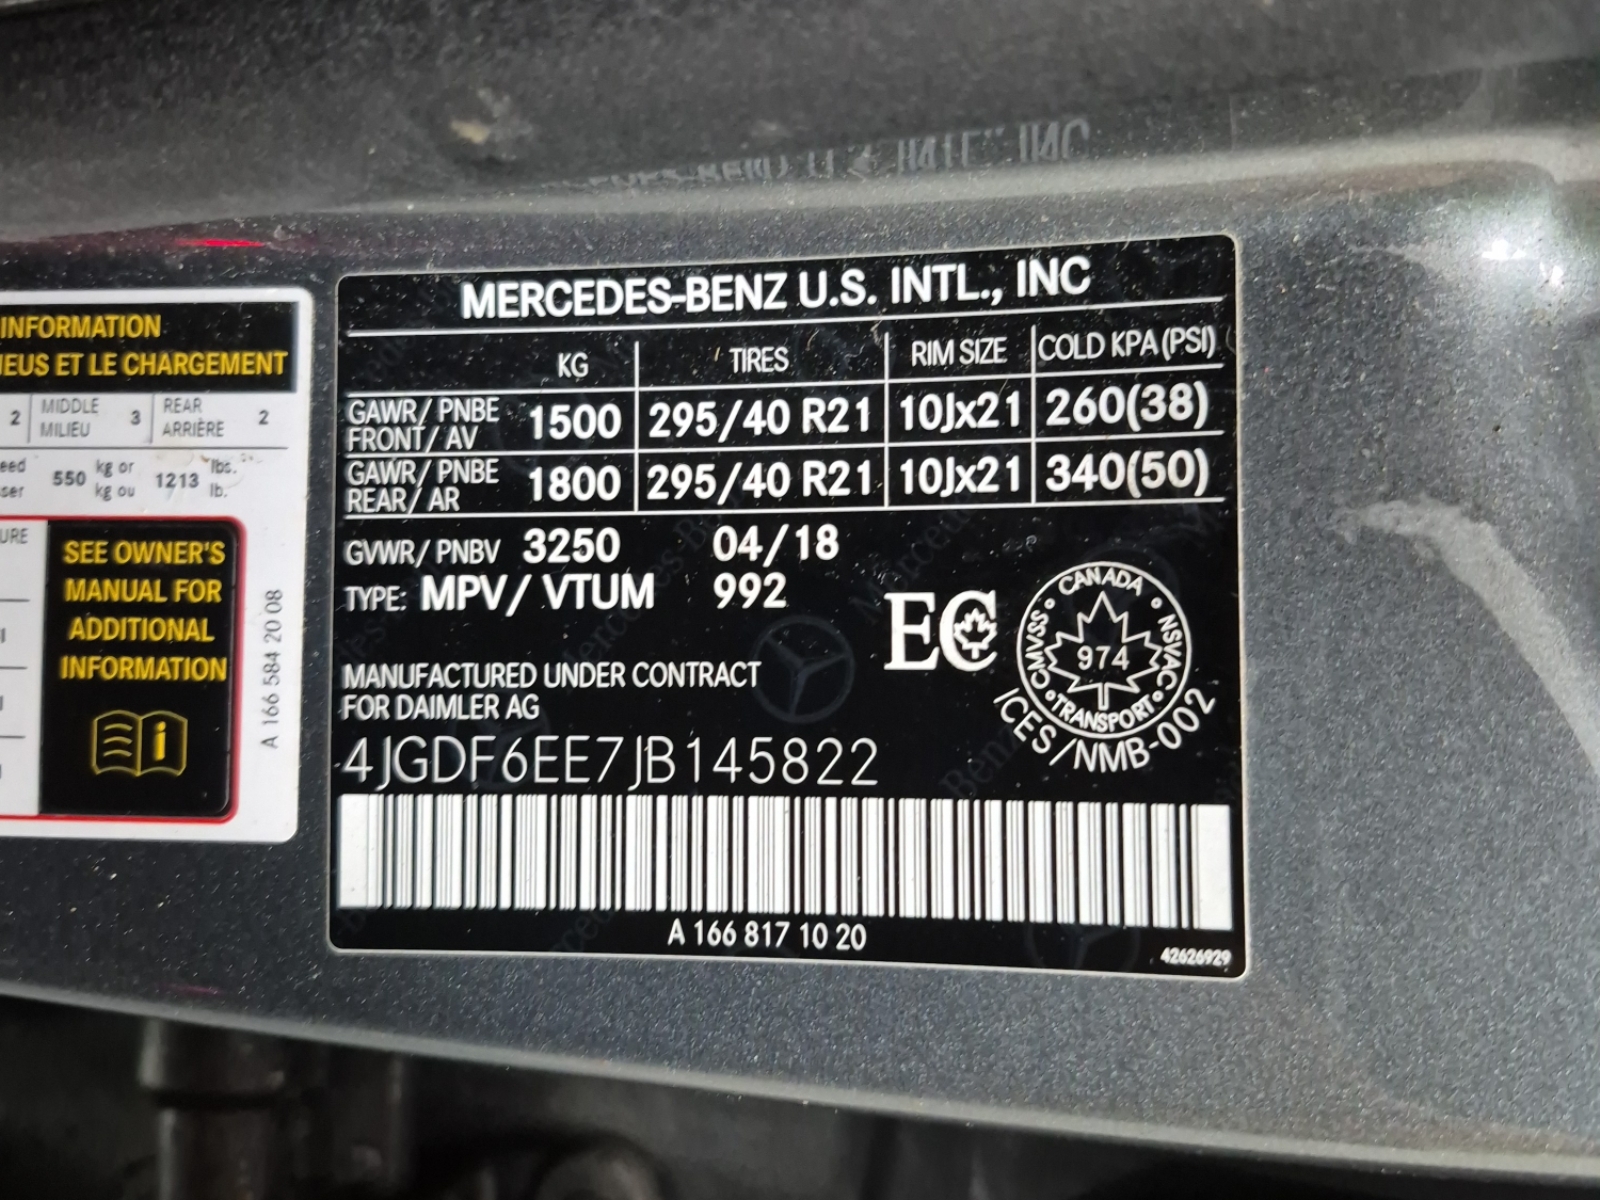 INFORMATION
EUS ET LE CHARGEMENT
2 MIDDLE MILIEU 3 REAR ARRIÈRE 2
550 kg or kg ou 1213 lbs. lb.
SEE OWNER'S
MANUAL FOR
ADDITIONAL
INFORMATION
i
A 166 584 20 08
MERCEDES-BENZ U.S. INTL., INC
KG TIRES RIM SIZE COLD KPA (PSI)
GAWR/ PNBE FRONT/ AV 1500 295/40 R21 10Jx21 260(38)
GAWR/ PNBE REAR/ AR 1800 295/40 R21 10Jx21 340(50)
GVWR/ PNBV 3250 04/18
TYPE: MPV/ VTUM 992
EC
CANADA
CMVSS NSVAC
974
TRANSPORT
ICES/NMB-002
MANUFACTURED UNDER CONTRACT
FOR DAIMLER AG
4JGDF6EE7JB145822
A 166 817 10 20
42626929